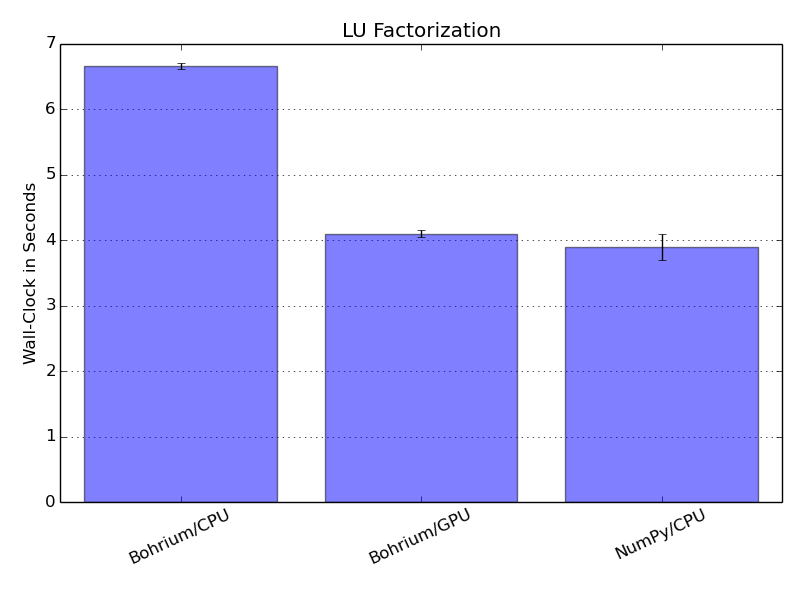 LU Factorization
Wall-Clock in Seconds
7
6
5
4
3
2
1
0
Bohrium/CPU
Bohrium/GPU
NumPy/CPU